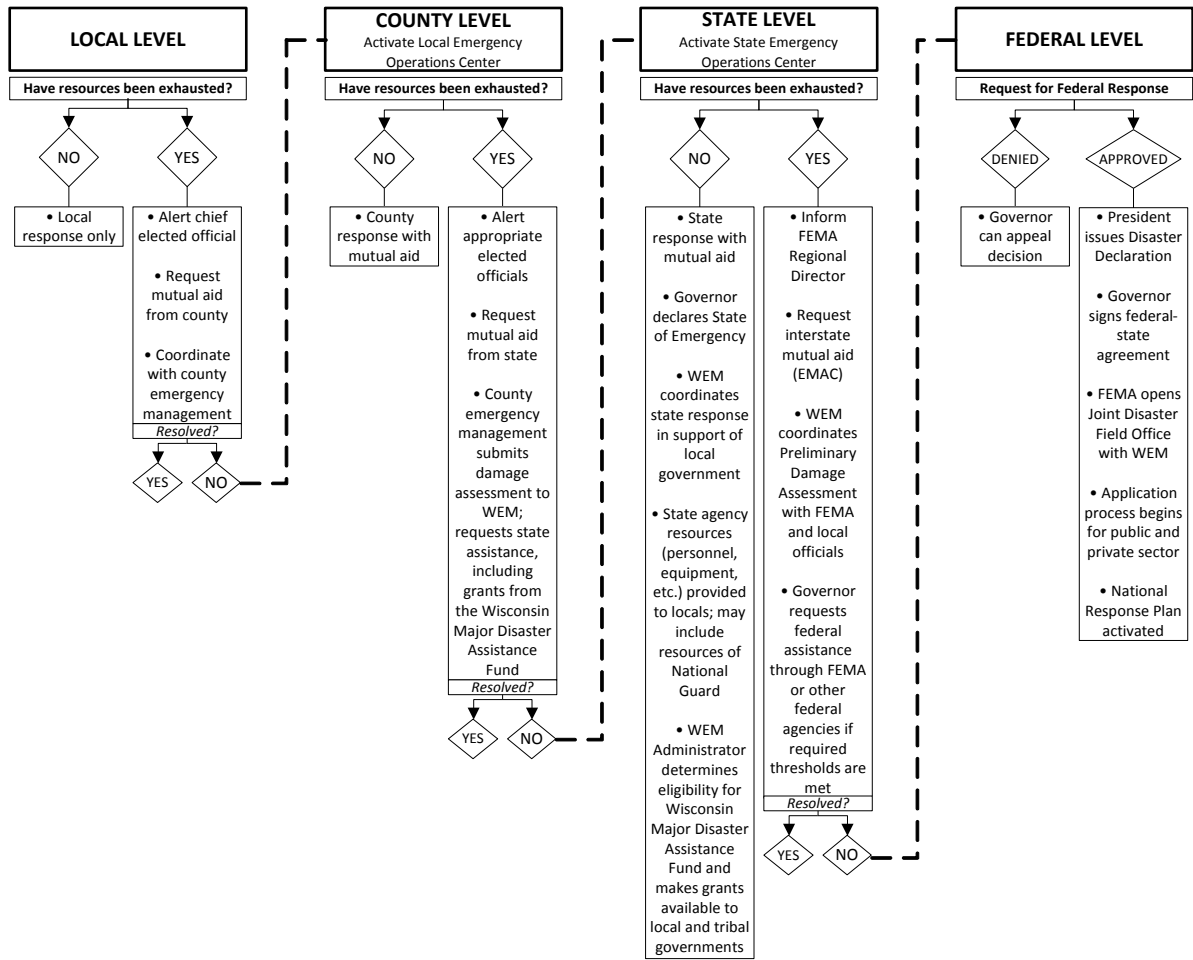 LOCAL LEVEL
Have resources been exhausted?
NO
YES
• Local
response only
• Alert chief
elected official
• Request
mutual aid
from county
• Coordinate
with county
emergency
management
Resolved?
YES
NO
COUNTY LEVEL
Activate Local Emergency
Operations Center
Have resources been exhausted?
NO
YES
• County
response with
mutual aid
• Alert
appropriate
elected
officials
• Request
mutual aid
from state
• County
emergency
management
submits
damage
assessment to
WEM;
requests state
assistance,
including
grants from
the Wisconsin
Major Disaster
Assistance
Fund
Resolved?
YES
NO
STATE LEVEL
Activate State Emergency
Operations Center
Have resources been exhausted?
NO
YES
• State
response with
mutual aid
• Governor
declares State
of Emergency
• WEM
coordinates
state response
in support of
local
government
• State agency
resources
(personnel,
equipment,
etc.) provided
to locals; may
include
resources of
National
Guard
• WEM
Administrator
determines
eligibility for
Wisconsin
Major Disaster
Assistance
Fund and
makes grants
available to
local and tribal
governments
• Inform
FEMA
Regional
Director
• Request
interstate
mutual aid
(EMAC)
• WEM
coordinates
Preliminary
Damage
Assessment
with FEMA
and local
officials
• Governor
requests
federal
assistance
through FEMA
or other
federal
agencies if
required
thresholds are
met
Resolved?
YES
NO
FEDERAL LEVEL
Request for Federal Response
DENIED
APPROVED
• Governor
can appeal
decision
• President
issues Disaster
Declaration
• Governor
signs federal-
state
agreement
• FEMA opens
Joint Disaster
Field Office
with WEM
• Application
process begins
for public and
private sector
• National
Response Plan
activated